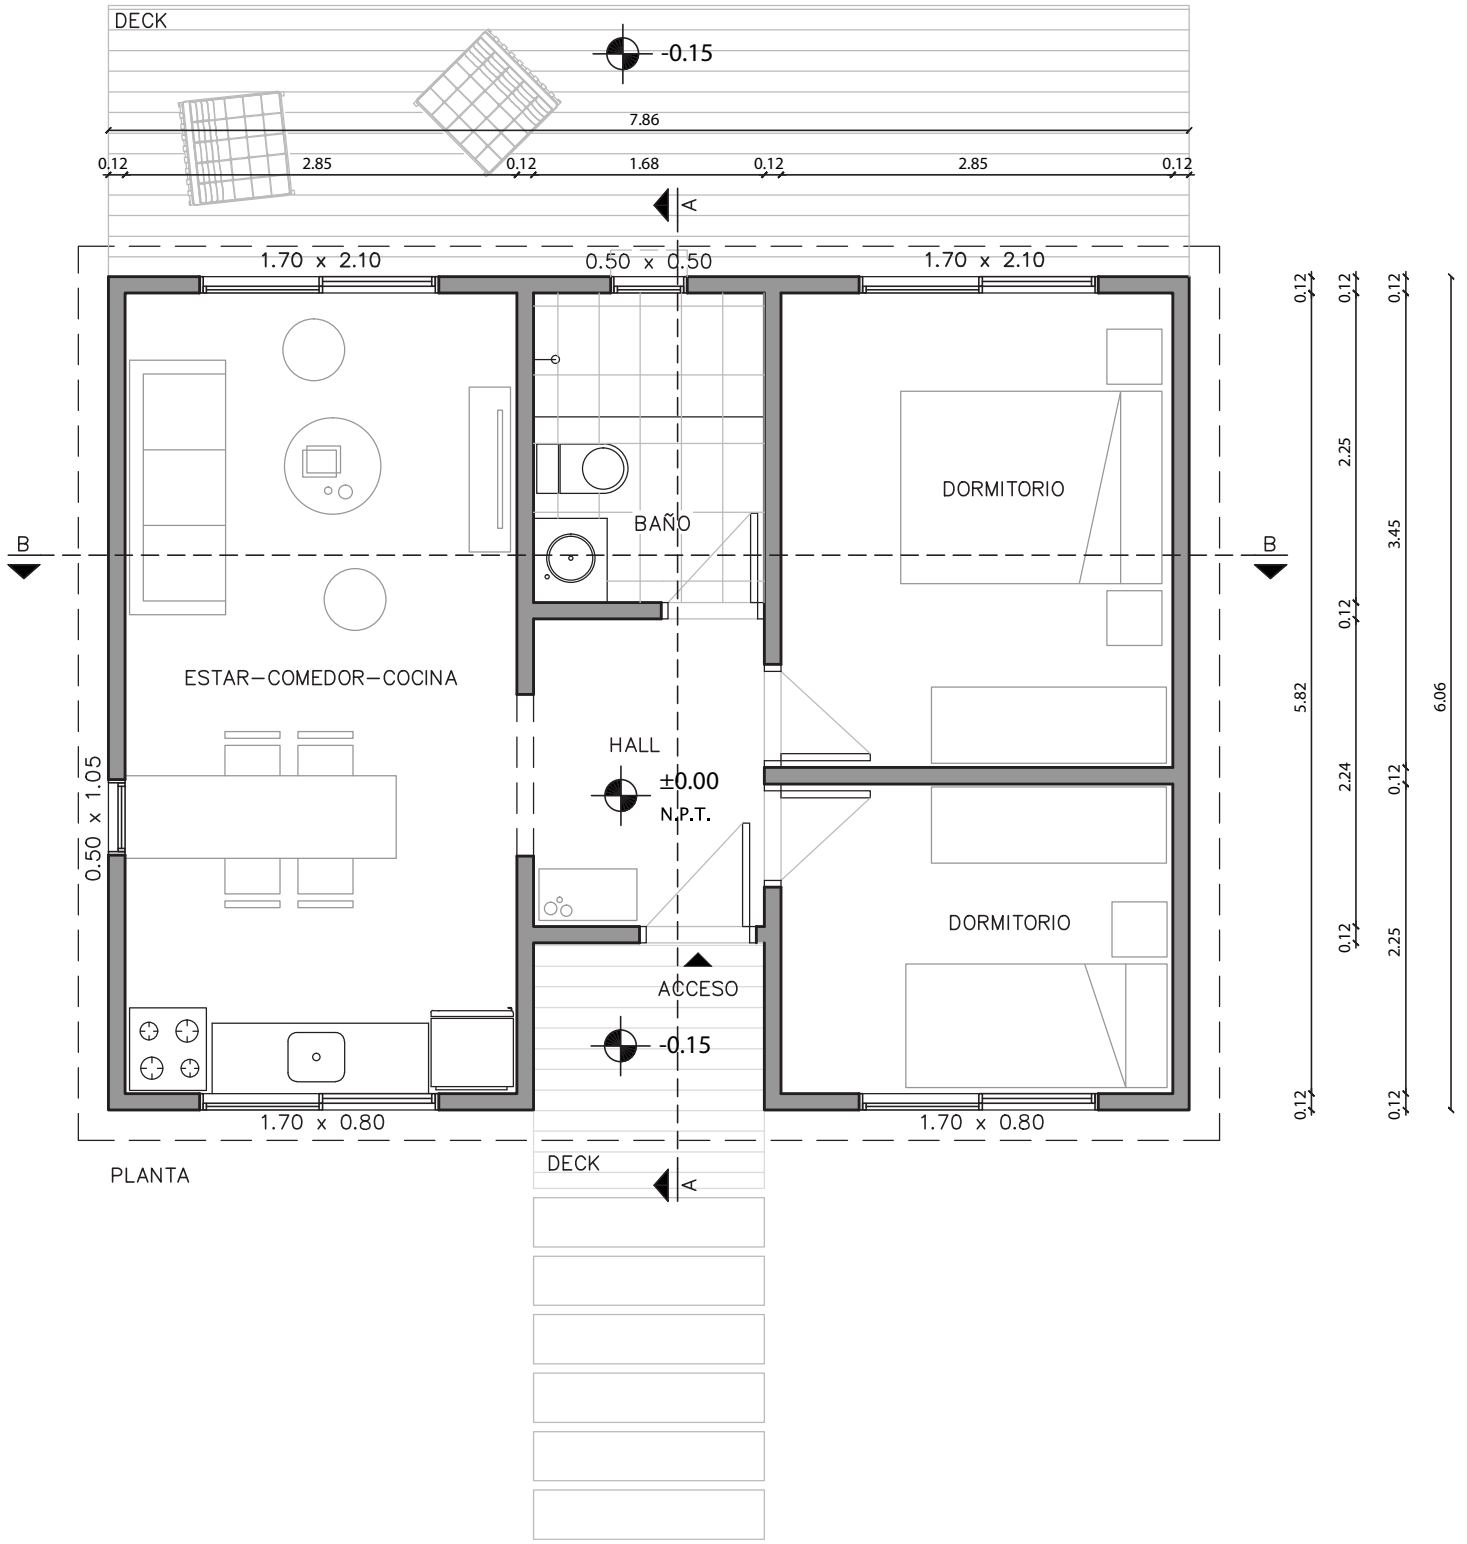 DECK
-0.15
7.86
0.12 2.85 0.12 1.68 0.12 2.85 0.12
A
1.70 x 2.10 0.50 x 0.50 1.70 x 2.10
0.12 0.12 0.12
2.25
DORMITORIO
BAÑO
3.45
B B
0.12
ESTAR-COMEDOR-COCINA
5.82 6.06
HALL
±0.00
N.P.T.
0.12
2.24
0.50 x 1.05
DORMITORIO
0.12 2.25
ACCESO
-0.15
0.12 0.12
1.70 x 0.80 1.70 x 0.80
DECK
PLANTA
A